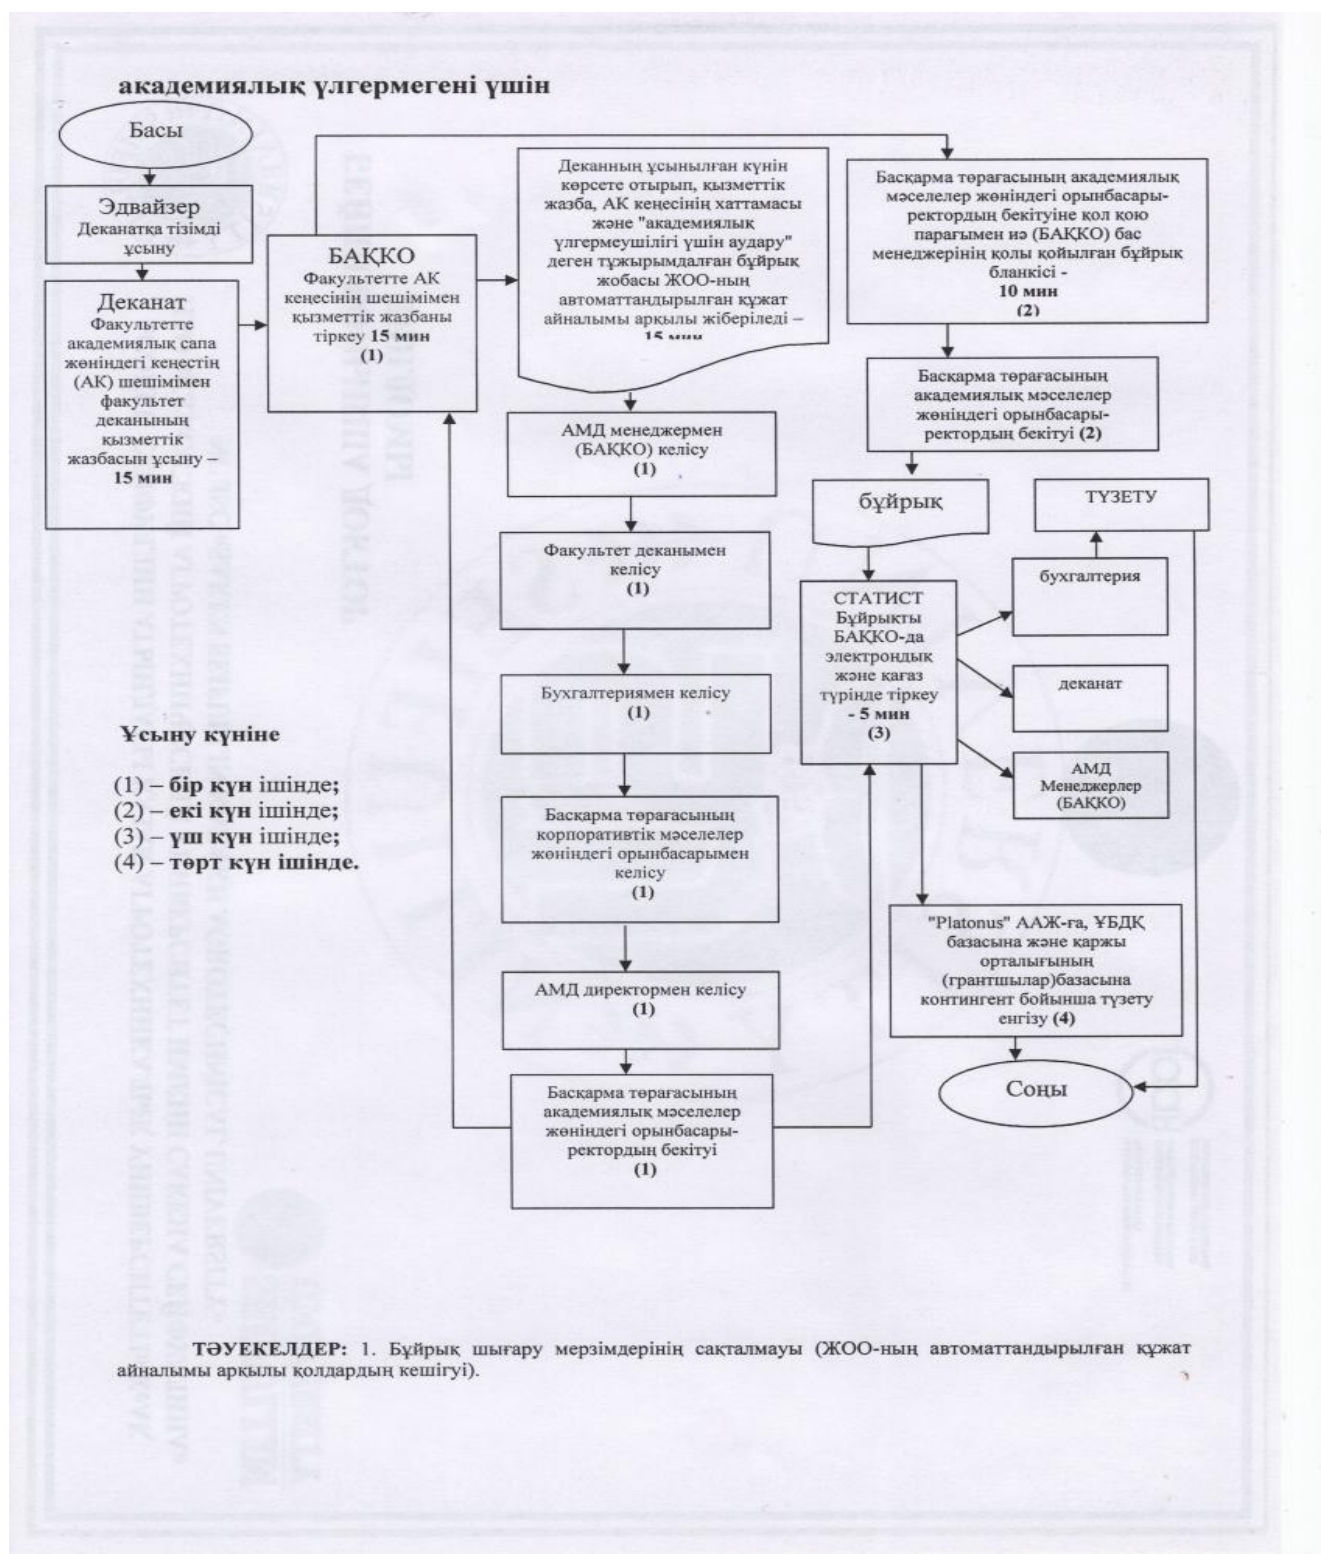 академиялық үлгермегені үшін
Басы
Эдвайзер
Деканатқа тізімді
ұсыну
Деканат
Факультетте
академиялық сапа
жөніндегі кеңестің
(АК) шешімімен
факультет
деканының
қызметтік
жазбасын ұсыну –
15 мин
БАҚКО
Факультетте АК
кеңесінің шешімімен
қызметтік жазбаны
тіркеу 15 мин
(1)
Деканның ұсынылған күнін
көрсете отырып, қызметтік
жазба, АК кеңесінің хаттамасы
және "академиялық
үлгермеушілігі үшін аудару"
деген тұжырымдалған бұйрық
жобасы ЖОО-ның
автоматтандырылған құжат
айналымы арқылы жіберіледі –
15 мин
АМД менеджермен
(БАҚКО) келісу
(1)
Факультет деканымен
келісу
(1)
Бухгалтериямен келісу
(1)
Басқарма төрағасының
корпоративтік мәселелер
жөніндегі орынбасарымен
келісу
(1)
АМД директормен келісу
(1)
Басқарма төрағасының
академиялық мәселелер
жөніндегі орынбасары-
ректордың бекітуі
(1)
Басқарма төрағасының академиялық
мәселелер жөніндегі орынбасары-
ректордың бекітуіне қол қою
парағымен иә (БАҚКО) бас
менеджерінің қолы қойылған бұйрық
бланкісі -
10 мин
(2)
Басқарма төрағасының
академиялық мәселелер
жөніндегі орынбасары-
ректордың бекітуі (2)
бұйрық
СТАТИСТ
Бұйрықты
БАҚКО-да
электрондық
және қағаз
түрінде тіркеу
- 5 мин
(3)
ТҮЗЕТУ
бухгалтерия
деканат
АМД
Менеджерлер
(БАҚКО)
"Platonus" ААЖ-ға, ҰБДҚ
базасына және қаржы
орталығының
(грантшылар)базасына
контингент бойынша түзету
енгізу (4)
Соңы
Ұсыну күніне
(1) – бір күн ішінде;
(2) – екі күн ішінде;
(3) – үш күн ішінде;
(4) – төрт күн ішінде.
ТӘУЕКЕЛДЕР: 1. Бұйрық шығару мерзімдерінің сақталмауы (ЖОО-ның автоматтандырылған құжат
айналымы арқылы қолдардың кешігуі).